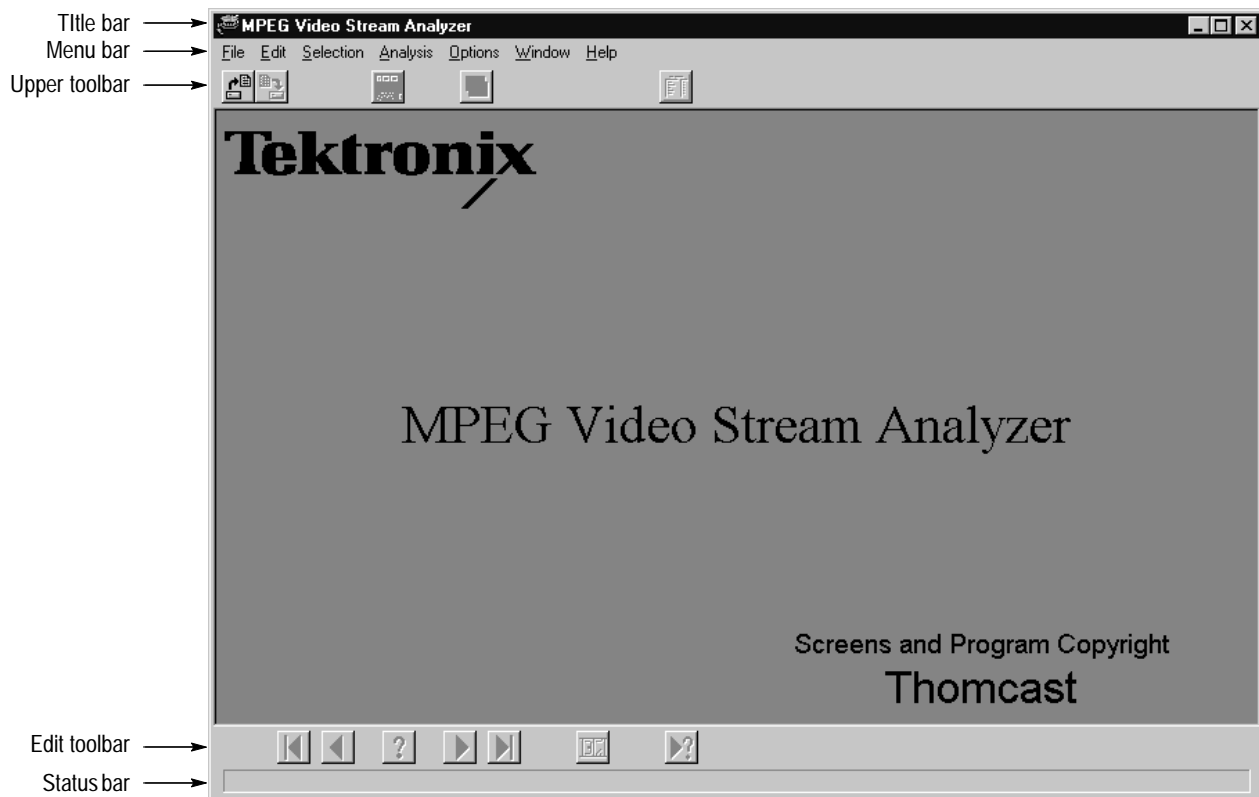 TItle bar
MPEG Video Stream Analyzer
Menu bar
File Edit Selection Analysis Options Window Help
Upper toolbar
Tektronix
MPEG Video Stream Analyzer
Screens and Program Copyright
Thomcast
Edit toolbar
?
?
Status bar